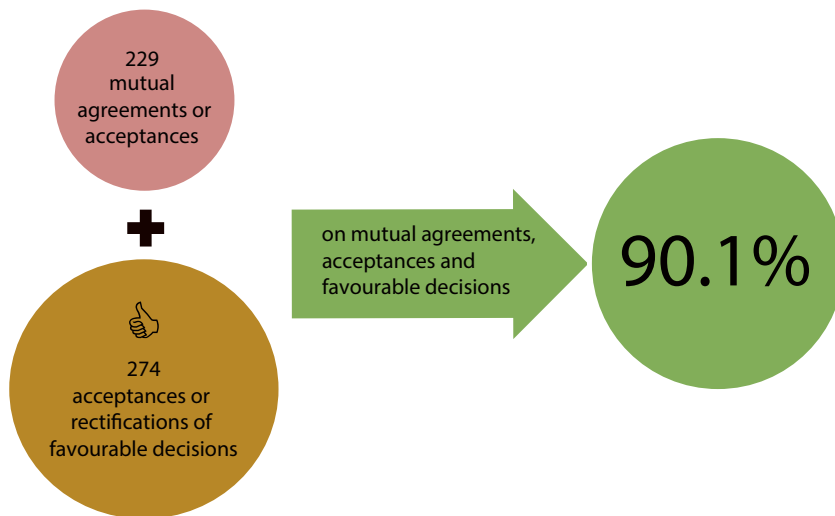 229
mutual
agreements or
acceptances
274
acceptances or
rectifications of
favourable decisions
on mutual agreements,
acceptances and
favourable decisions
90.1%